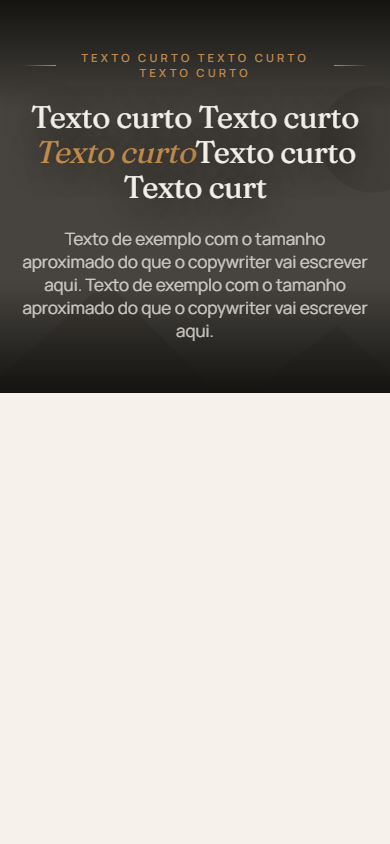 TEXTO CURTO TEXTO CURTO
TEXTO CURTO
Texto curto Texto curto
Texto curtoTexto curto
Texto curt
Texto de exemplo com o tamanho
aproximado do que o copywriter vai escrever
aqui. Texto de exemplo com o tamanho
aproximado do que o copywriter vai escrever
aqui.